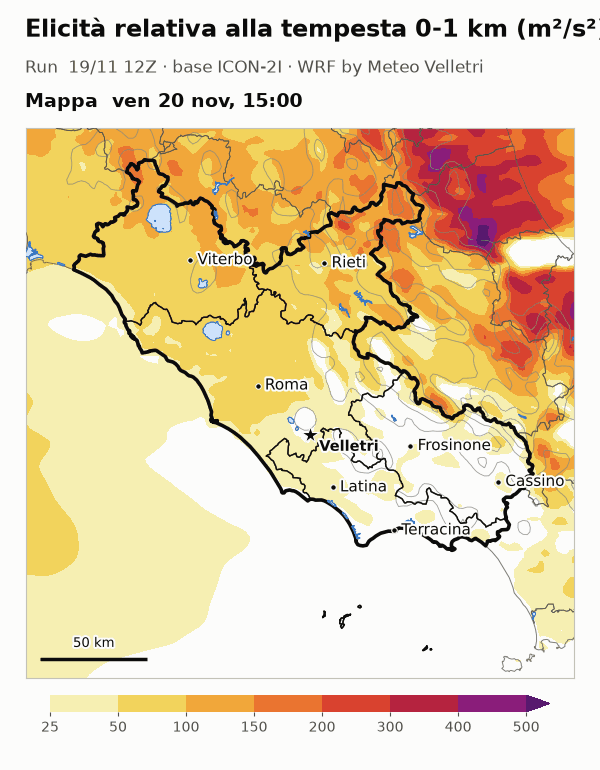 Elicità relativa alla tempesta 0-1 km (m²/s²)
Run 19/11 12Z · base ICON-2I · WRF by Meteo Velletri
Mappa ven 20 nov, 15:00
Viterbo
Rieti
Roma
Velletri
Frosinone
Cassino
Latina
Terracina
50 km
25 50 100 150 200 300 400 500